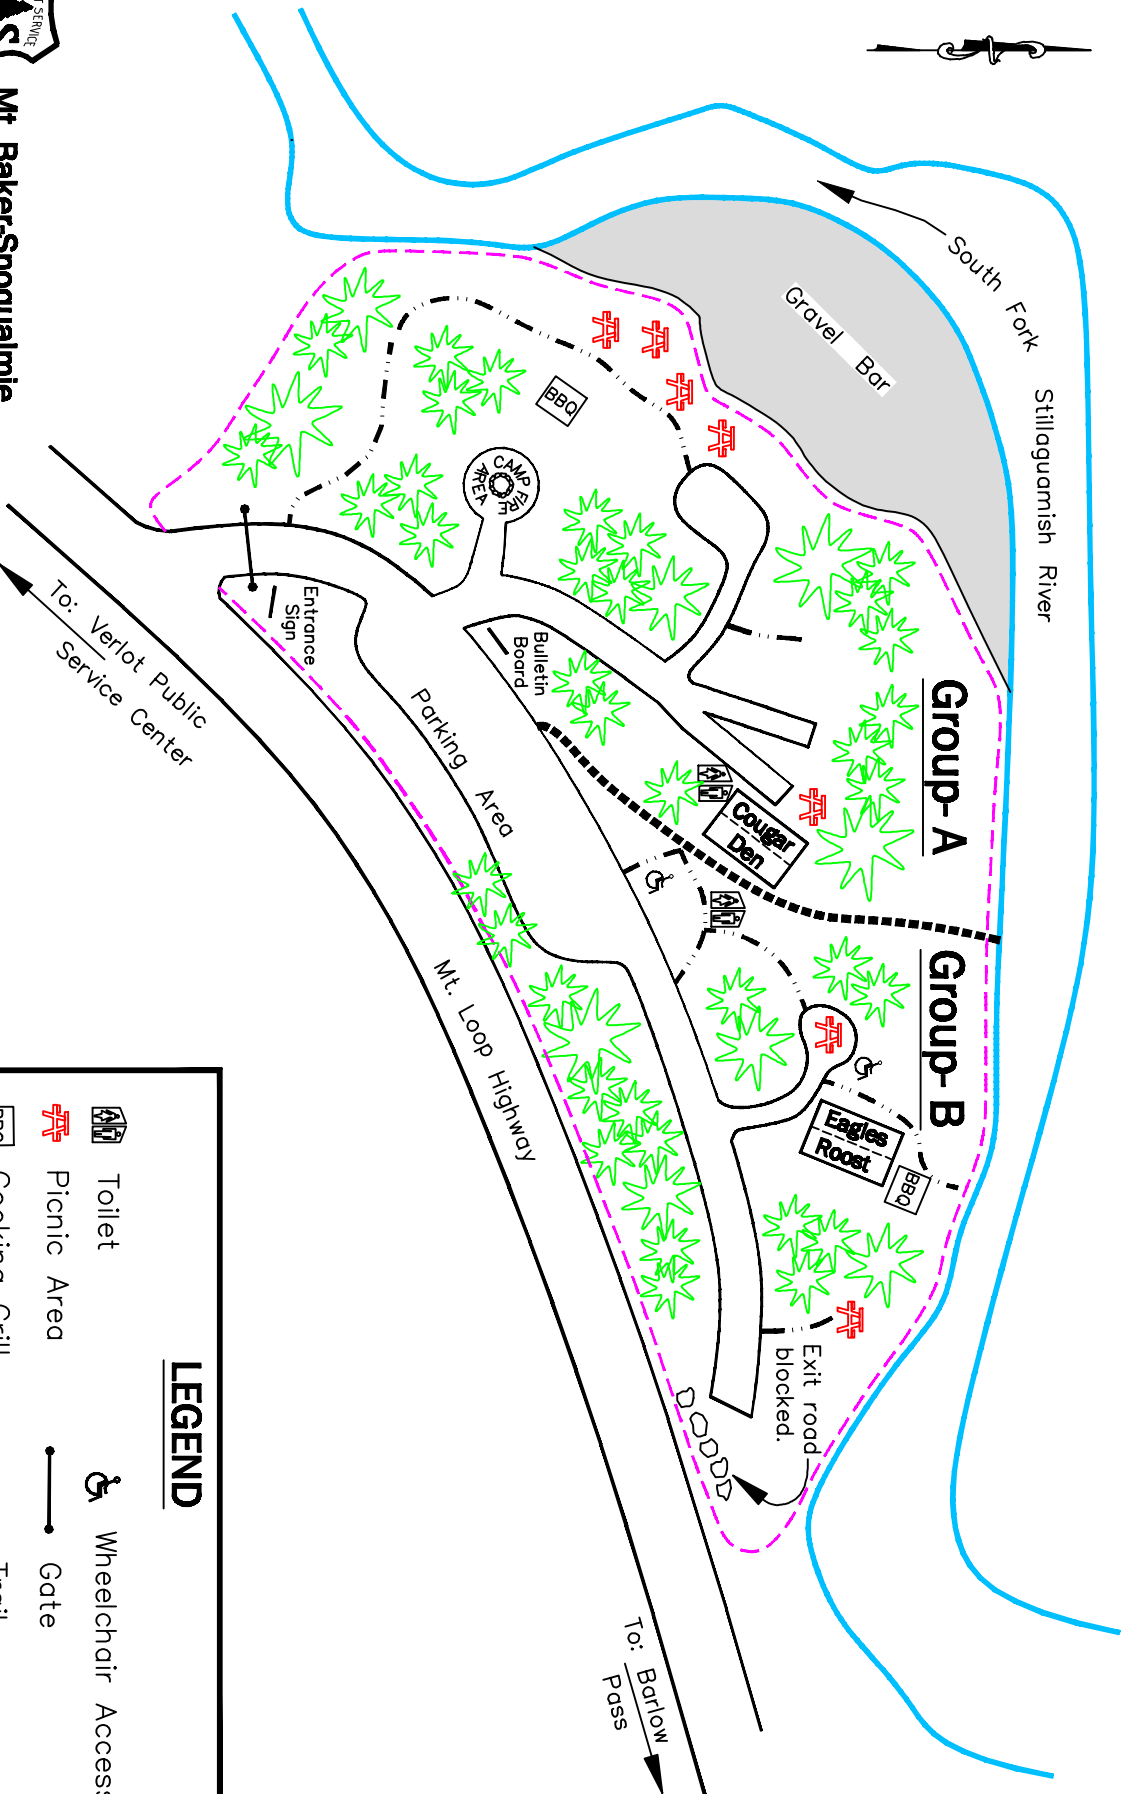 South Fork Stillaguamish River
Gravel Bar
Group- A
Group- B
BBQ
CAMP FIRE
AREA
Cougar
Den
Eagles
Roost
BBQ
Bulletin
Board
Entrance
Sign
Parking Area
Exit road
blocked.
Mt. Loop Highway
To: Verlot Public
Service Center
To: Barlow
Pass
LEGEND
Toilet
Wheelchair Access
Picnic Area
Gate
SERVICE
S
Mt Baker-Snoqualmie